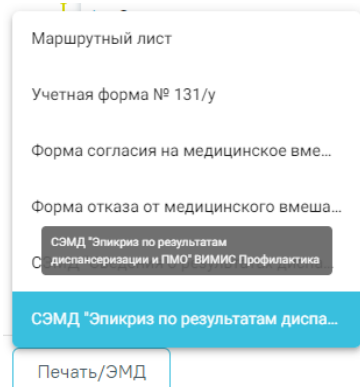 Маршрутный лист
Учетная форма № 131/у
Форма согласия на медицинское вме...
Форма отказа от медицинского вмеша...
СЭМД "Эпикриз по результатам
диспансеризации и ПМО" ВИМИС Профилактика
СЭМД "Эпикриз по результатам диспа...
Печать/ЭМД